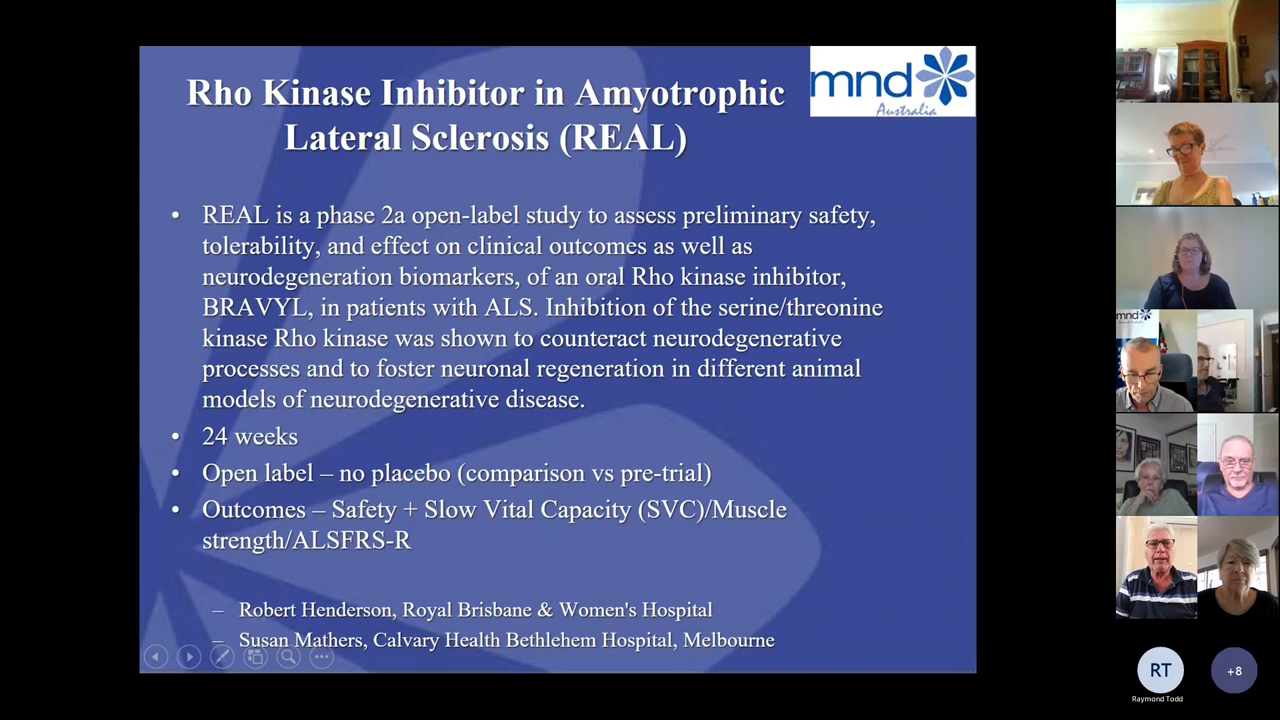 Rho Kinase Inhibitor in Amyotrophic
Lateral Sclerosis (REAL)
mnd
Australia
• REAL is a phase 2a open-label study to assess preliminary safety,
tolerability, and effect on clinical outcomes as well as
neurodegeneration biomarkers, of an oral Rho kinase inhibitor,
BRAVYL, in patients with ALS. Inhibition of the serine/threonine
kinase Rho kinase was shown to counteract neurodegenerative
processes and to foster neuronal regeneration in different animal
models of neurodegenerative disease.
• 24 weeks
• Open label – no placebo (comparison vs pre-trial)
• Outcomes – Safety + Slow Vital Capacity (SVC)/Muscle
strength/ALSFRS-R
– Robert Henderson, Royal Brisbane & Women's Hospital
– Susan Mathers, Calvary Health Bethlehem Hospital, Melbourne
mnd
RT
+8
Raymond Todd